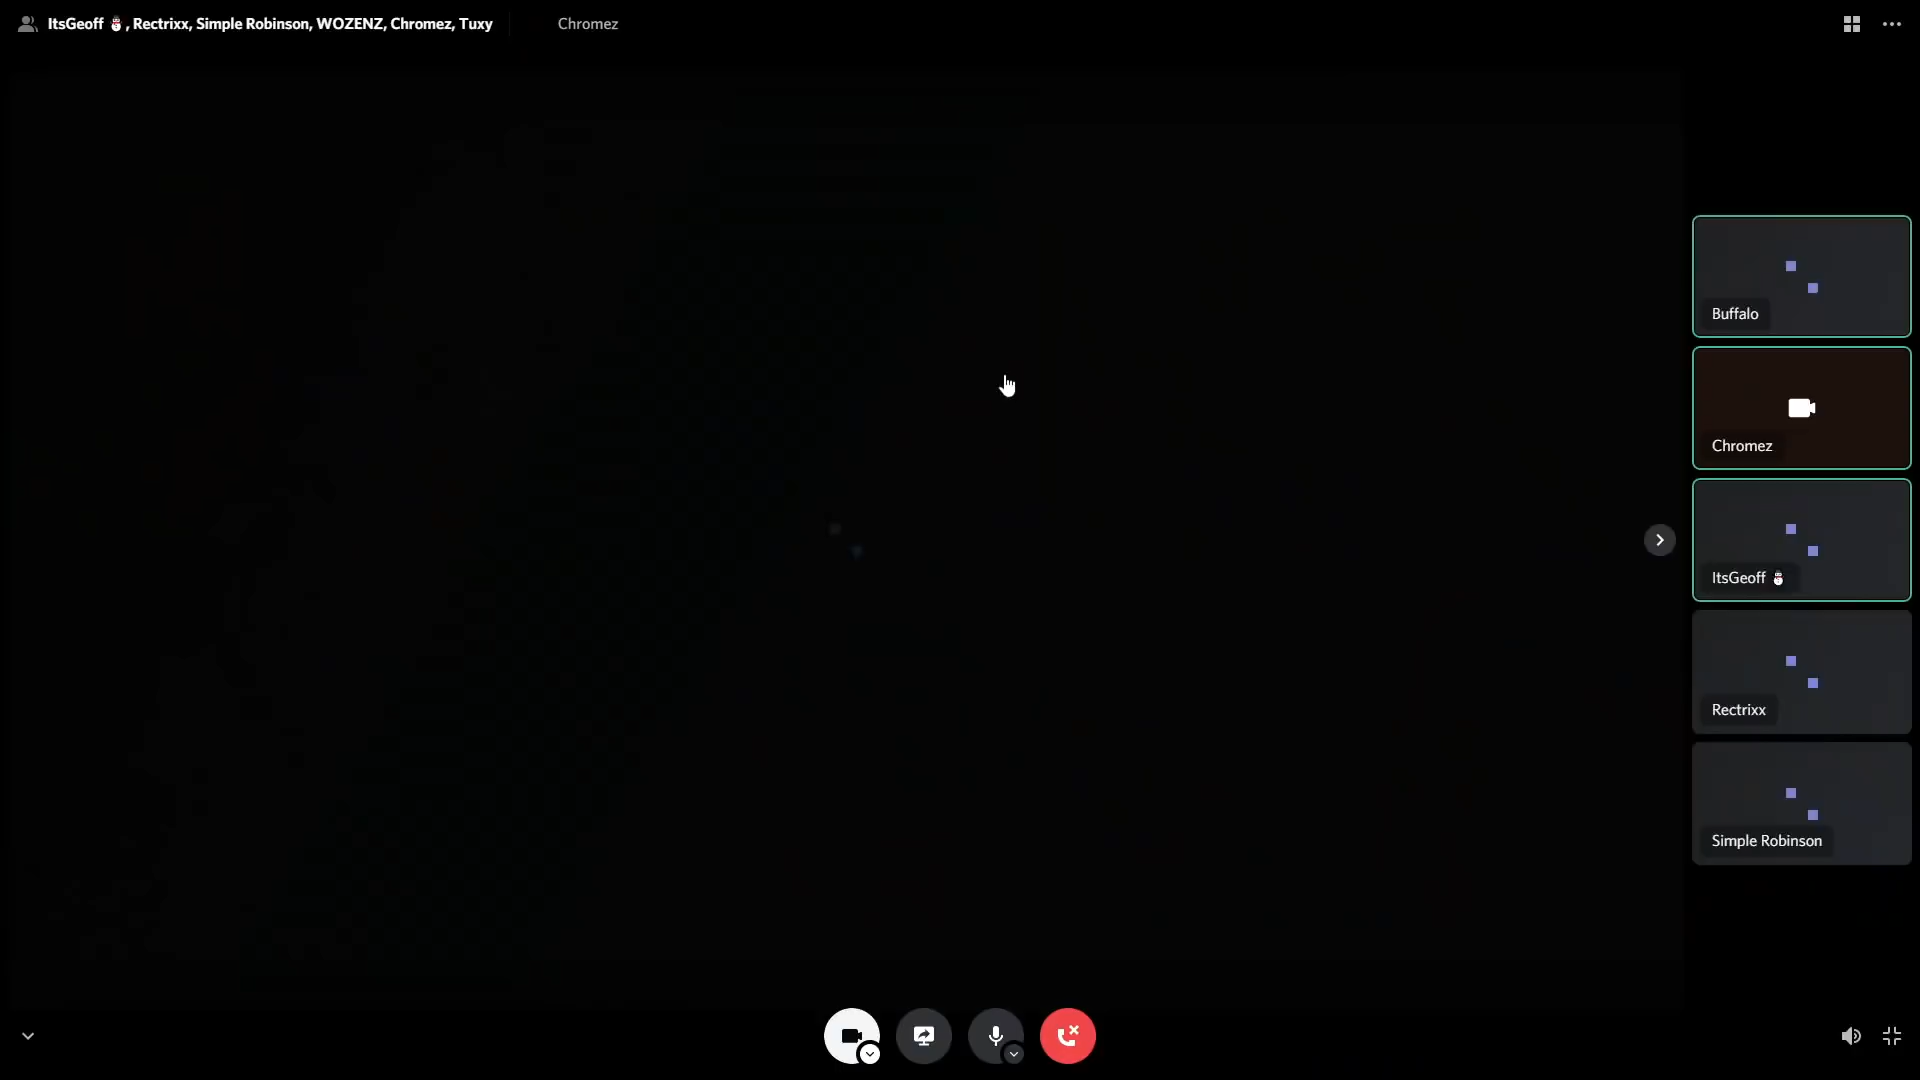 ItsGeoff ⛄, Rectrixx, Simple Robinson, WOZENZ, Chromez, Tuxy
Chromez
Buffalo
Chromez
ItsGeoff ⛄
Rectrixx
Simple Robinson